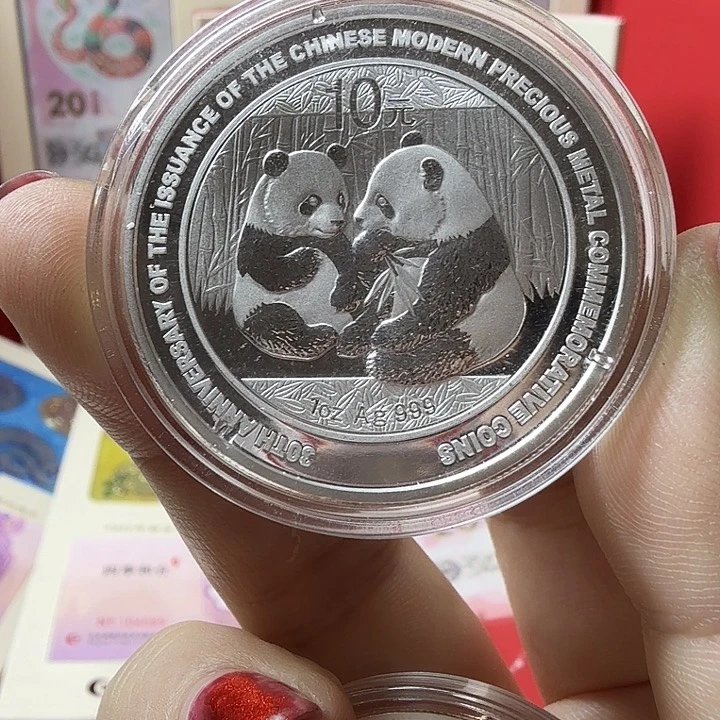 30TH ANNIVERSARY OF THE ISSUANCE OF THE CHINESE MODERN PRECIOUS METAL COMMEMORATIVE COINS
10元
1oz Ag 999
20